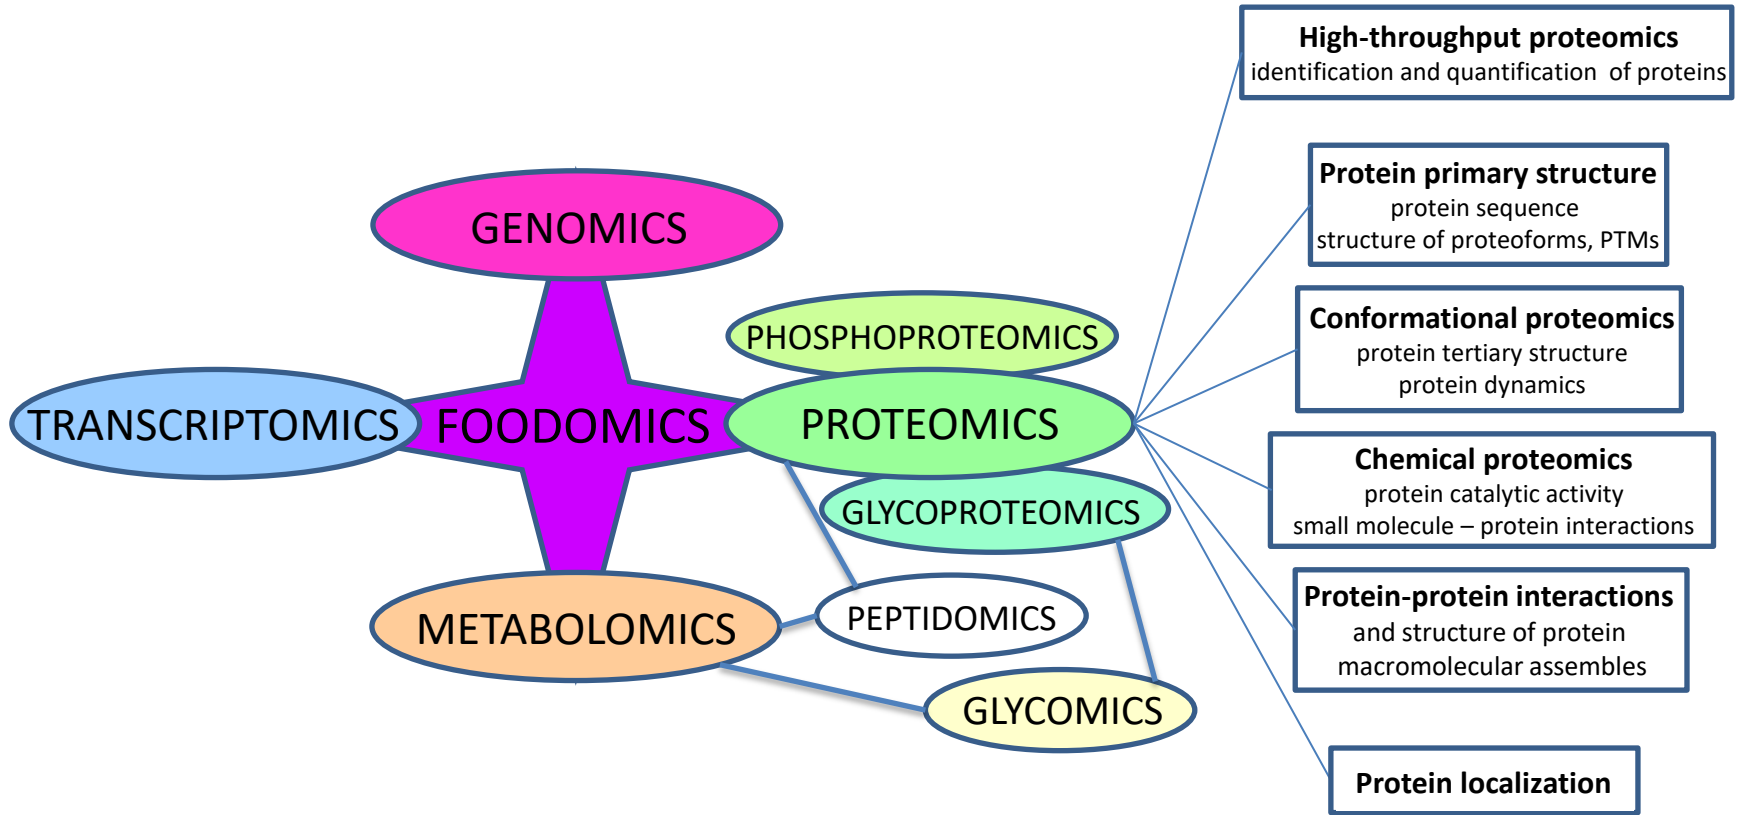 GENOMICS
TRANSCRIPTOMICS
FOODOMICS
PHOSPHOPROTEOMICS
PROTEOMICS
GLYCOPROTEOMICS
METABOLOMICS
PEPTIDOMICS
GLYCOMICS
High-throughput proteomics
identification and quantification of proteins
Protein primary structure
protein sequence
structure of proteoforms, PTMs
Conformational proteomics
protein tertiary structure
protein dynamics
Chemical proteomics
protein catalytic activity
small molecule – protein interactions
Protein-protein interactions
and structure of protein
macromolecular assembles
Protein localization